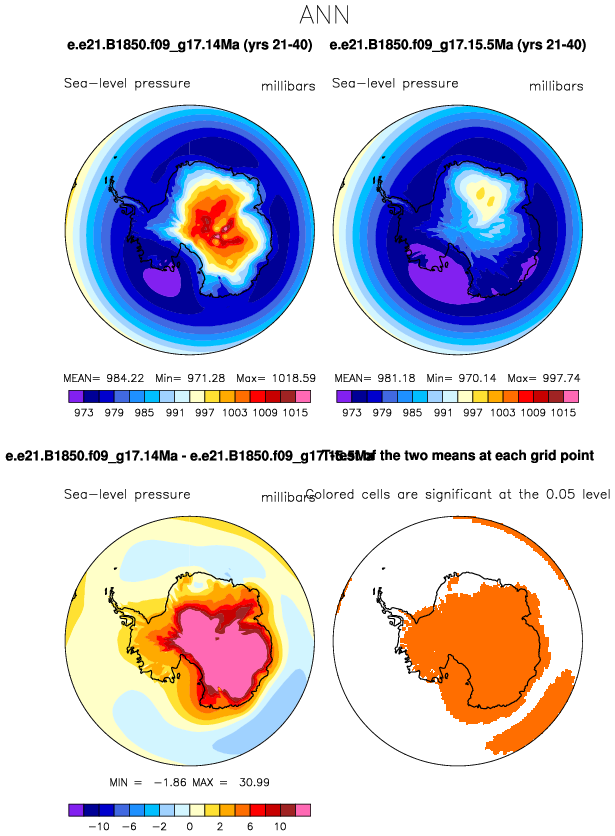 ANN
e.e21.B1850.f09_g17.14Ma (yrs 21-40)
e.e21.B1850.f09_g17.15.5Ma (yrs 21-40)
Sea-level pressure millibars
Sea-level pressure millibars
MEAN= 984.22 Min= 971.28 Max= 1018.59
MEAN= 981.18 Min= 970.14 Max= 997.74
973 979 985 991 997 1003 1009 1015
973 979 985 991 997 1003 1009 1015
e.e21.B1850.f09_g17.14Ma - e.e21.B1850.f09_g17.15.5Ma
T-test of the two means at each grid point
Sea-level pressure millibars
Colored cells are significant at the 0.05 level
MIN = -1.86 MAX = 30.99
-10 -6 -2 0 2 6 10